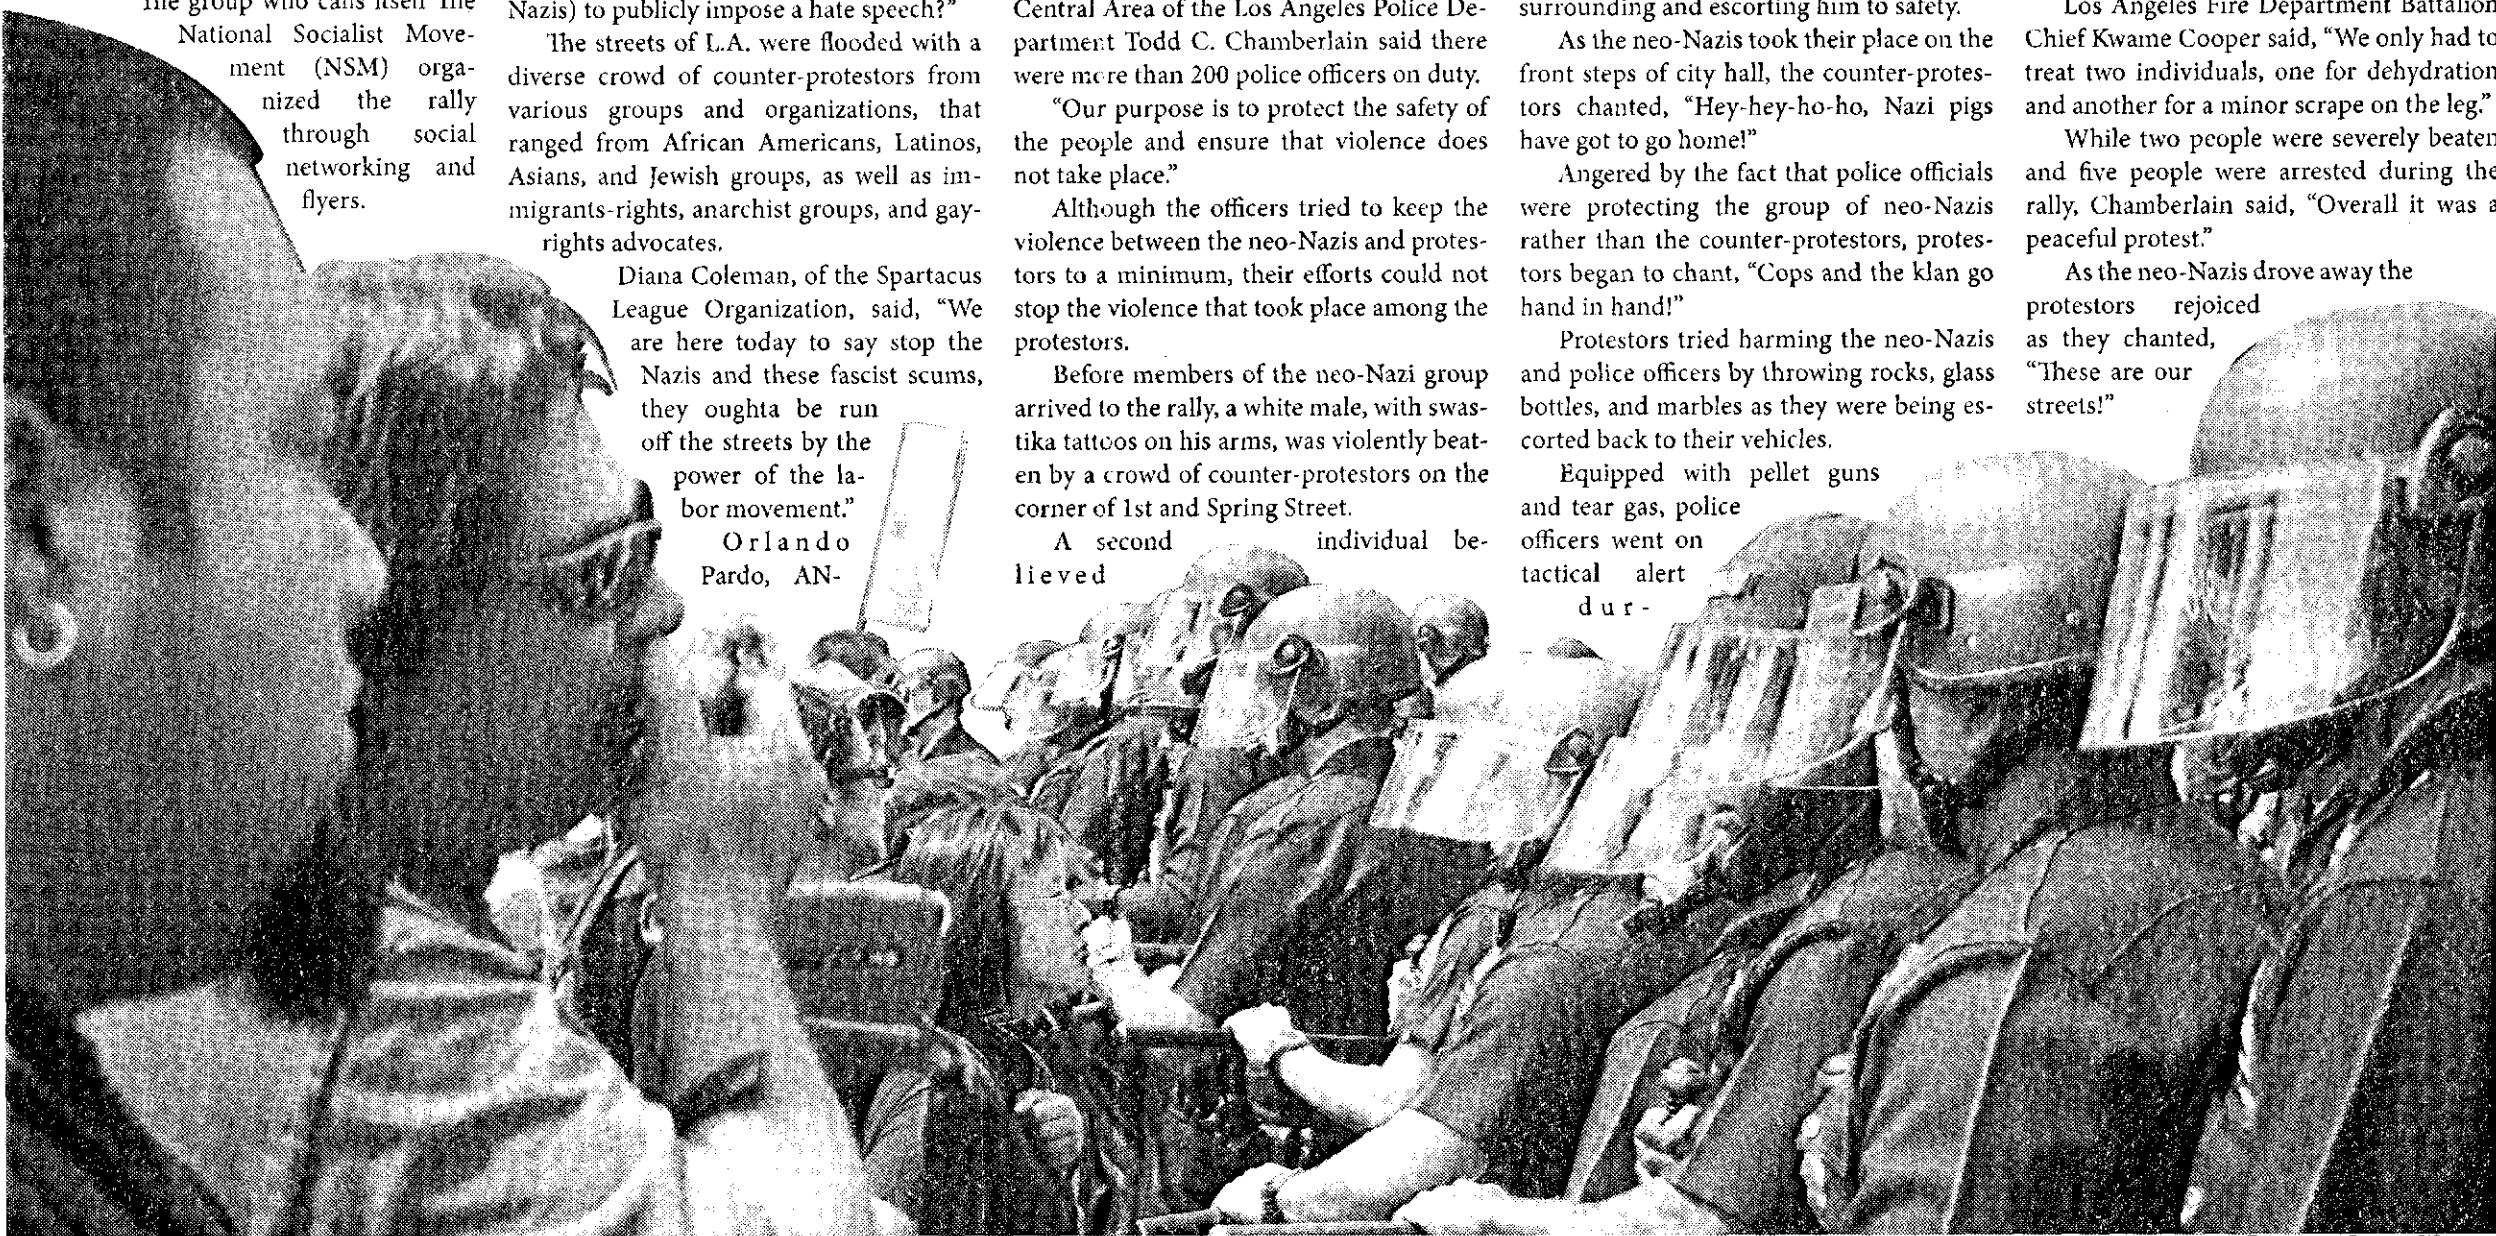 The group who calls itself The
National Socialist Move-
ment (NSM) orga-
nized the rally
through social
networking and
flyers.
Nazis) to publicly impose a hate speech?"
The streets of L.A. were flooded with a
diverse crowd of counter-protestors from
various groups and organizations, that
ranged from African Americans, Latinos,
Asians, and Jewish groups, as well as im-
migrants-rights, anarchist groups, and gay-
rights advocates.
Diana Coleman, of the Spartacus
League Organization, said, "We
are here today to say stop the
Nazis and these fascist scums,
they oughta be run
off the streets by the
power of the la-
bor movement."
Orlando
Pardo, AN-
Central Area of the Los Angeles Police De-
partment Todd C. Chamberlain said there
were more than 200 police officers on duty.
"Our purpose is to protect the safety of
the people and ensure that violence does
not take place."
Although the officers tried to keep the
violence between the neo-Nazis and protes-
tors to a minimum, their efforts could not
stop the violence that took place among the
protestors.
Before members of the neo-Nazi group
arrived to the rally, a white male, with swas-
tika tattoos on his arms, was violently beat-
en by a crowd of counter-protestors on the
corner of 1st and Spring Street.
A second individual be-
lieved
surrounding and escorting him to safety.
As the neo-Nazis took their place on the
front steps of city hall, the counter-protes-
tors chanted, "Hey-hey-ho-ho, Nazi pigs
have got to go home!"
Angered by the fact that police officials
were protecting the group of neo-Nazis
rather than the counter-protestors, protes-
tors began to chant, "Cops and the klan go
hand in hand!"
Protestors tried harming the neo-Nazis
and police officers by throwing rocks, glass
bottles, and marbles as they were being es-
corted back to their vehicles.
Equipped with pellet guns
and tear gas, police
officers went on
tactical alert
dur-
Los Angeles Fire Department Battalion
Chief Kwame Cooper said, "We only had to
treat two individuals, one for dehydration
and another for a minor scrape on the leg."
While two people were severely beaten
and five people were arrested during the
rally, Chamberlain said, "Overall it was a
peaceful protest."
As the neo-Nazis drove away the
protestors rejoiced
as they chanted,
"These are our
streets!"